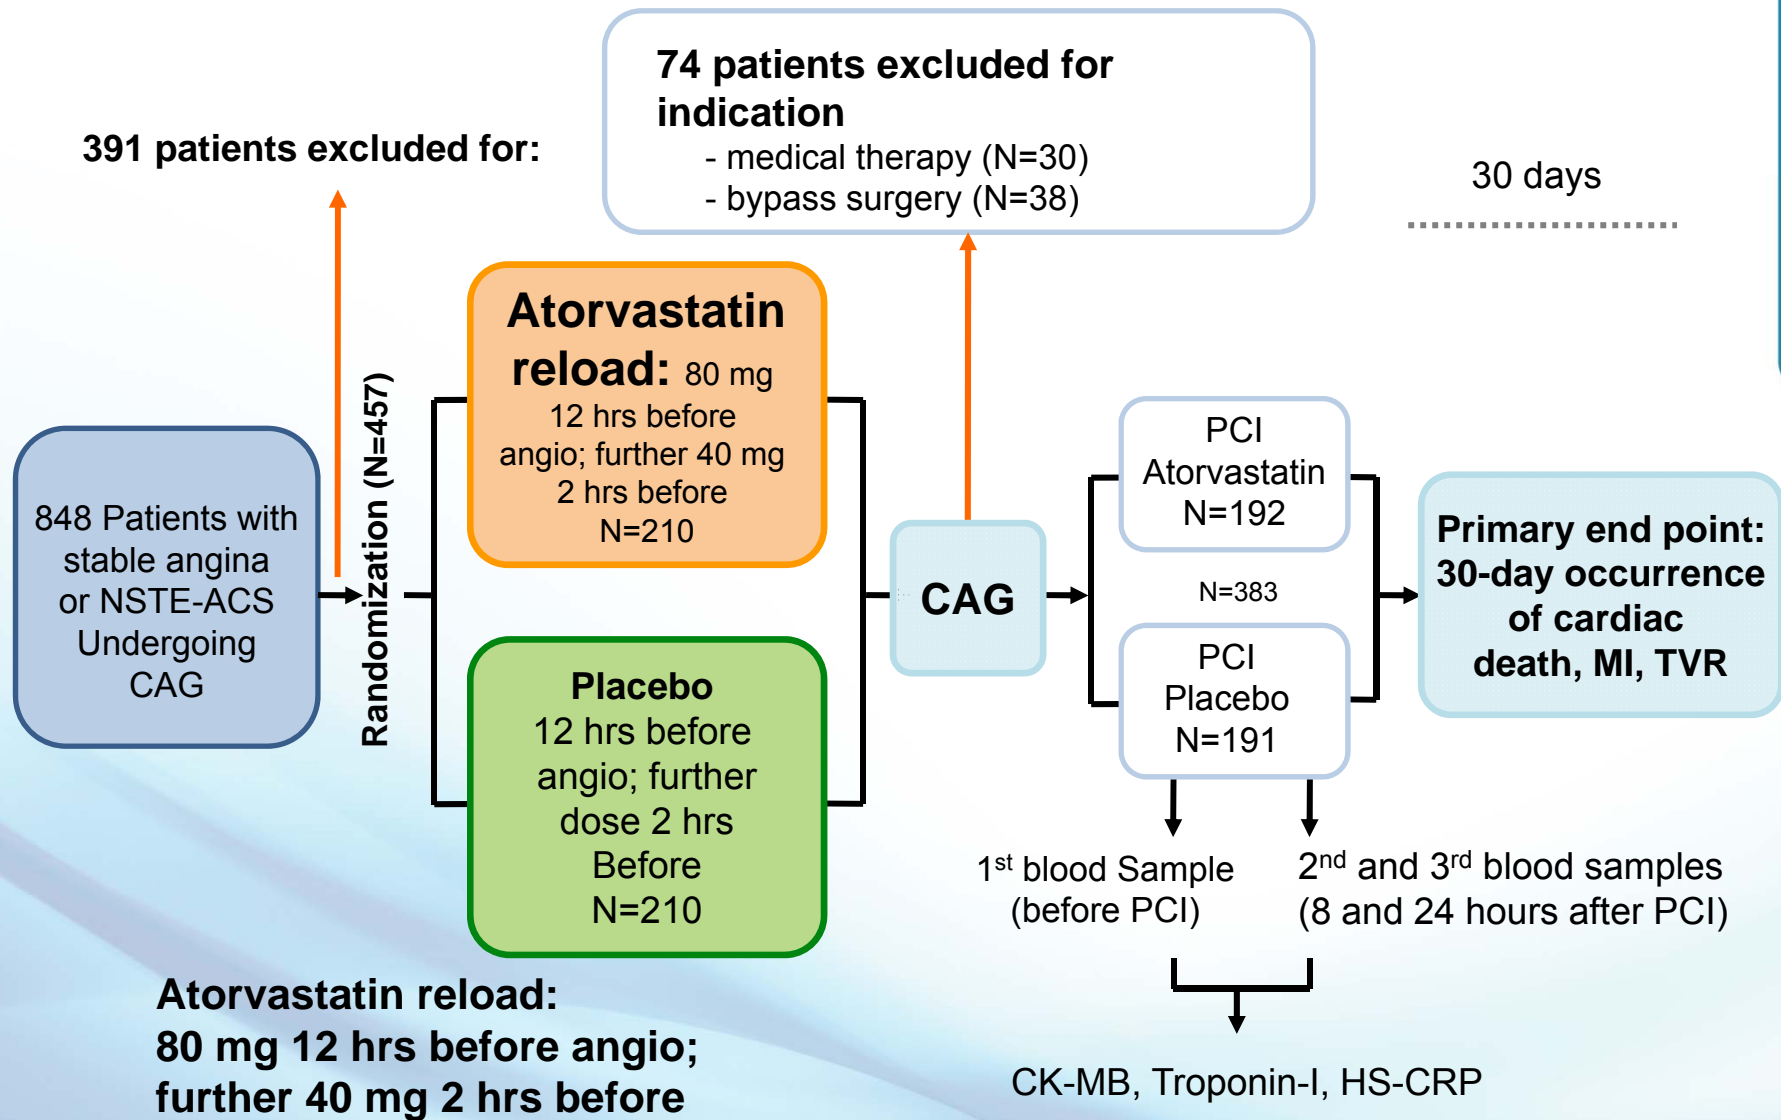 74 patients excluded for
indication
- medical therapy (N=30)
- bypass surgery (N=38)
391 patients excluded for:
30 days
848 Patients with
stable angina
or NSTE-ACS
Undergoing
CAG
Randomization (N=457)
Atorvastatin
reload: 80 mg
12 hrs before
angio; further 40 mg
2 hrs before
N=210
Placebo
12 hrs before
angio; further
dose 2 hrs
Before
N=210
CAG
PCI
Atorvastatin
N=192
N=383
PCI
Placebo
N=191
Primary end point:
30-day occurrence
of cardiac
death, MI, TVR
1st blood Sample
(before PCI)
2nd and 3rd blood samples
(8 and 24 hours after PCI)
CK-MB, Troponin-I, HS-CRP
Atorvastatin reload:
80 mg 12 hrs before angio;
further 40 mg 2 hrs before